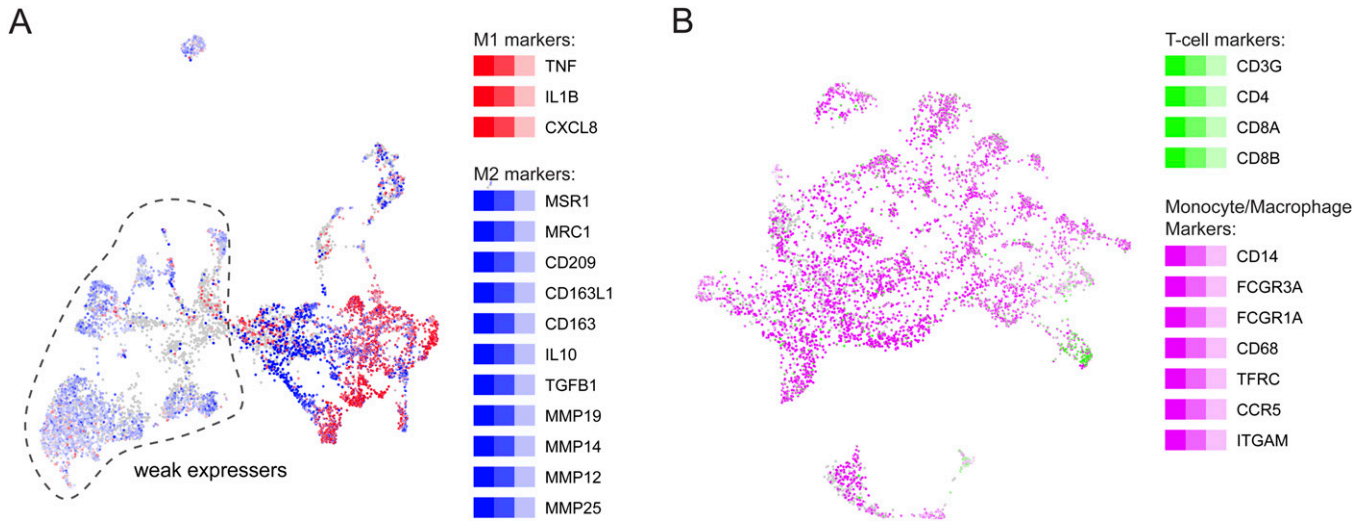 A
M1 markers:
TNF
IL1B
CXCL8
M2 markers:
MSR1
MRC1
CD209
CD163L1
CD163
IL10
TGFB1
MMP19
MMP14
MMP12
MMP25
weak expressers
B
T-cell markers:
CD3G
CD4
CD8A
CD8B
Monocyte/Macrophage
Markers:
CD14
FCGR3A
FCGR1A
CD68
TFRC
CCR5
ITGAM